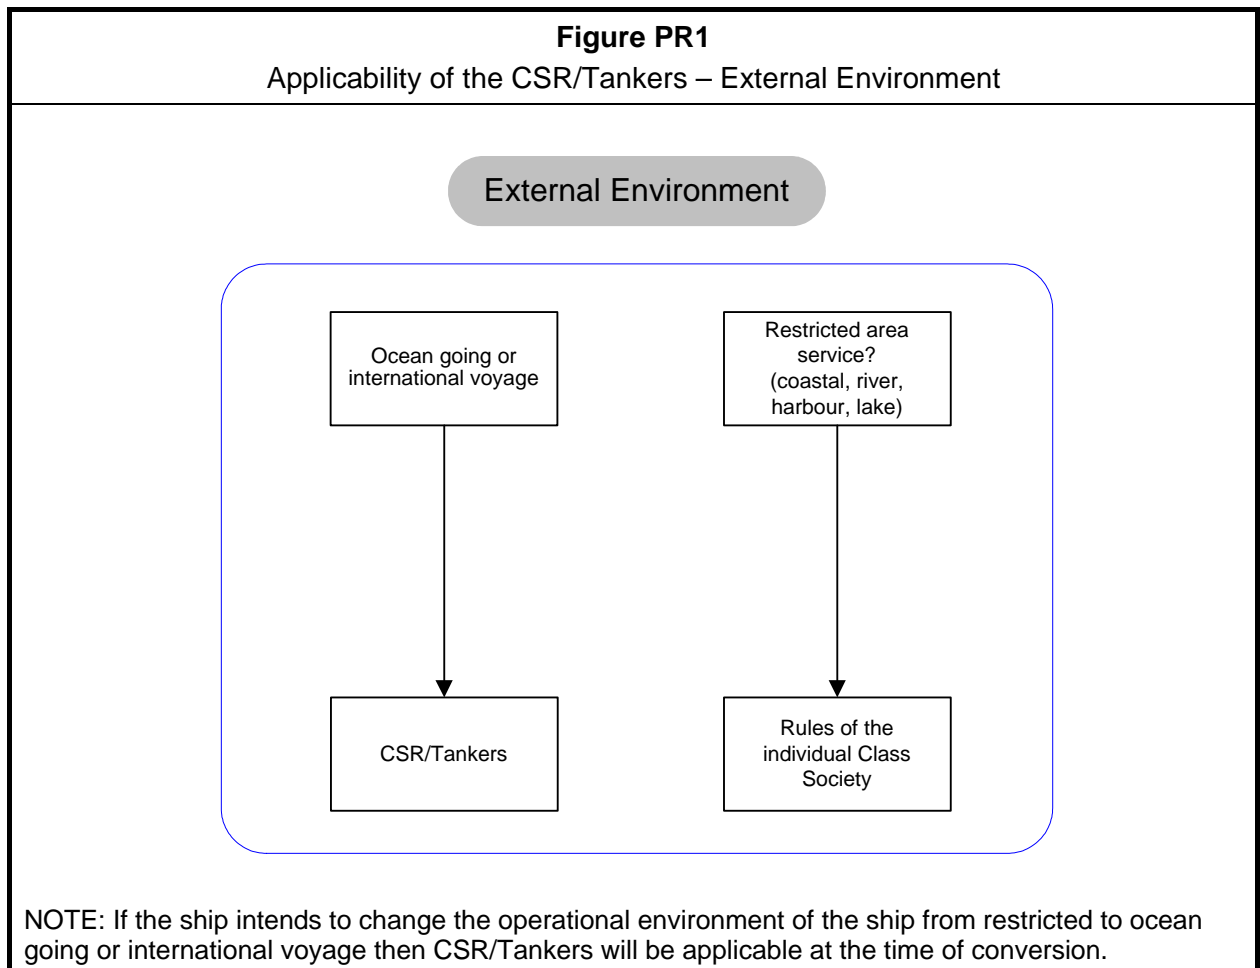 Figure PR1
Applicability of the CSR/Tankers – External Environment
External Environment
Ocean going or
international voyage
Restricted area
service?
(coastal, river,
harbour, lake)
CSR/Tankers
Rules of the
individual Class
Society
NOTE: If the ship intends to change the operational environment of the ship from restricted to ocean
going or international voyage then CSR/Tankers will be applicable at the time of conversion.